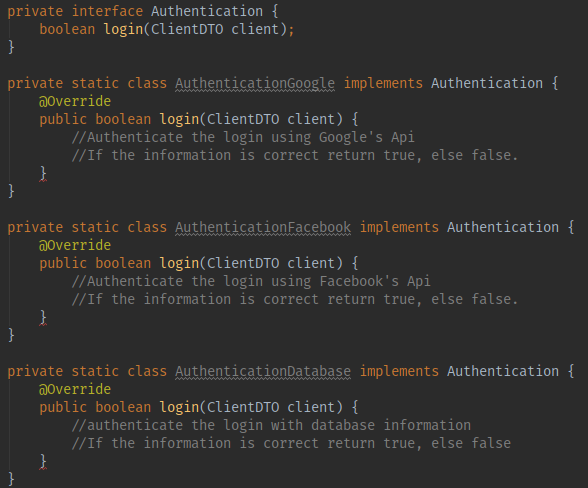 private interface Authentication {
    boolean login(ClientDTO client);
}
private static class AuthenticationGoogle implements Authentication {
    @Override
    public boolean login(ClientDTO client) {
        //Authenticate the login using Google's Api
        //If the information is correct return true, else false.
    }
}
private static class AuthenticationFacebook implements Authentication {
    @Override
    public boolean login(ClientDTO client) {
        //Authenticate the login using Facebook's Api
        //If the information is correct return true, else false.
    }
}
private static class AuthenticationDatabase implements Authentication {
    @Override
    public boolean login(ClientDTO client) {
        //authenticate the login with database information
        //If the information is correct return true, else false
    }
}